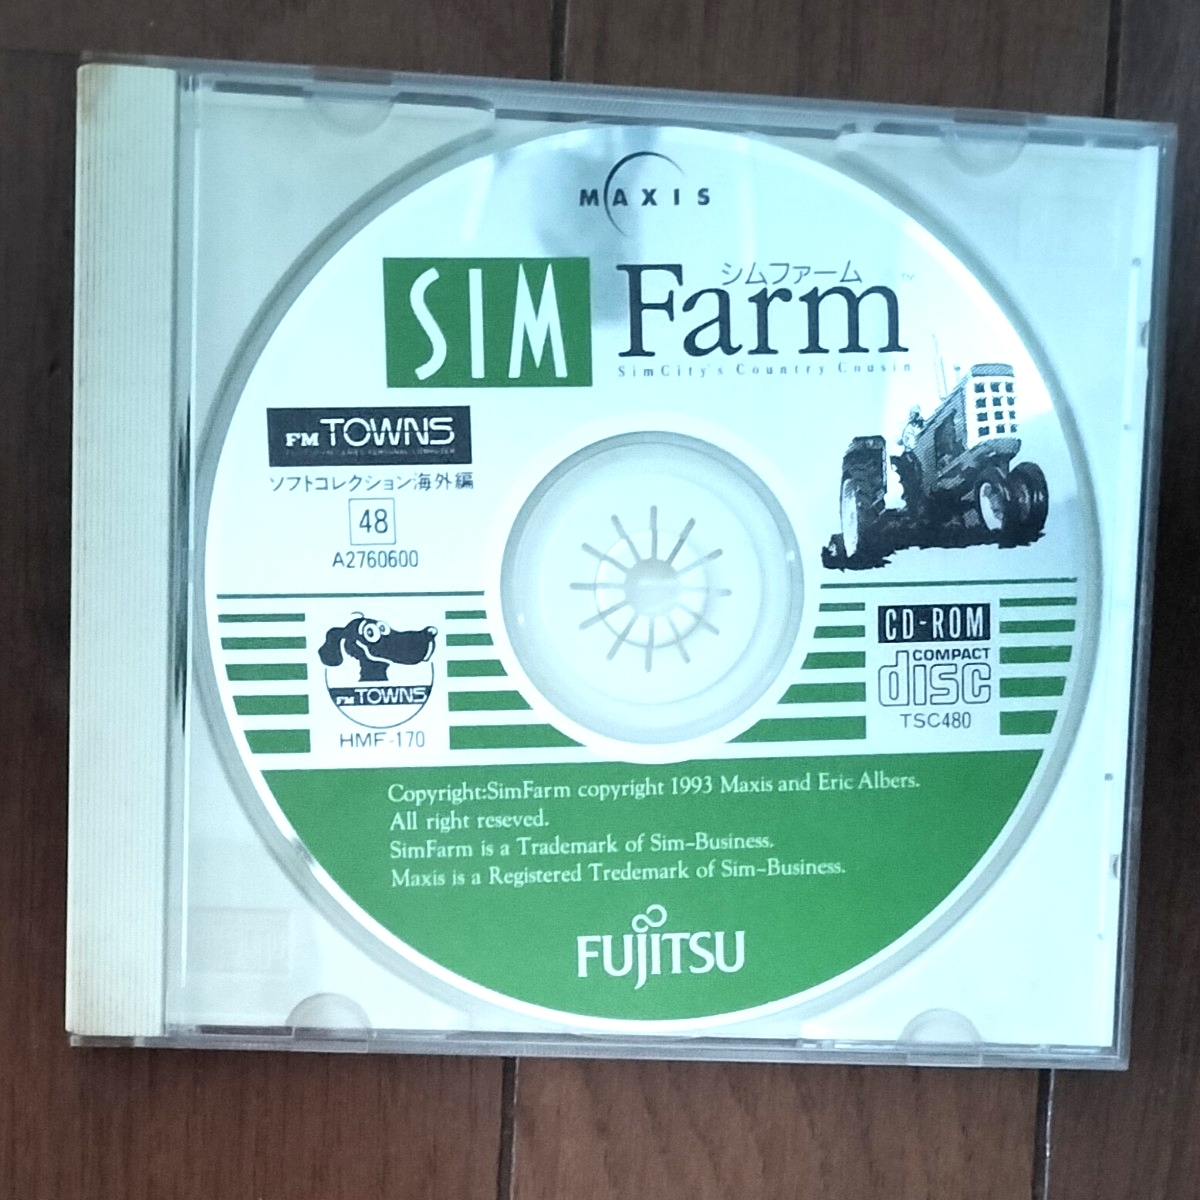 MAXIS
SIM Farm™
シムファーム
SimCity's Country Cousin
FM TOWNS
ソフトコレクション海外編
48
A2760600
FM TOWNS
HMF-170
CD-ROM
COMPACT
disc
TSC480
Copyright:SimFarm copyright 1993 Maxis and Eric Albers.
All right reseved.
SimFarm is a Trademark of Sim-Business.
Maxis is a Registered Tredemark of Sim-Business.
FUJITSU